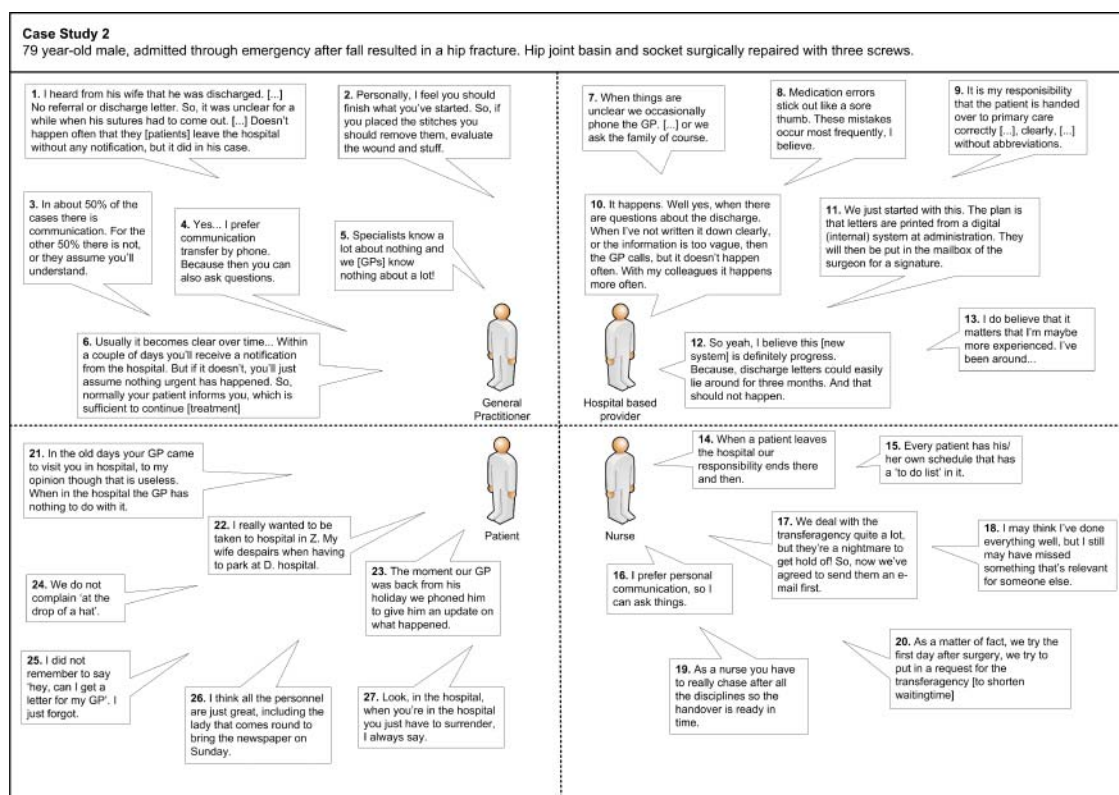 Case Study 2
79 year-old male, admitted through emergency after fall resulted in a hip fracture. Hip joint basin and socket surgically repaired with three screws.
1. I heard from his wife that he was discharged. [...]
No referral or discharge letter. So, it was unclear for a
while when his sutures had to come out. [...] Doesn't
happen often that they [patients] leave the hospital
without any notification, but it did in his case.
2. Personally, I feel you should
finish what you've started. So, if
you placed the stitches you
should remove them, evaluate
the wound and stuff.
3. In about 50% of the
cases there is
communication. For the
other 50% there is not,
or they assume you'll
understand.
4. Yes... I prefer
communication
transfer by phone.
Because then you can
also ask questions.
5. Specialists know a
lot about nothing and
we [GPs] know
nothing about a lot!
6. Usually it becomes clear over time... Within
a couple of days you'll receive a notification
from the hospital. But if it doesn't, you'll just
assume nothing urgent has happened. So,
normally your patient informs you, which is
sufficient to continue [treatment]
General
Practitioner
7. When things are
unclear we occasionally
phone the GP. [...] or we
ask the family of course.
8. Medication errors
stick out like a sore
thumb. These mistakes
occur most frequently, I
believe.
9. It is my responisibility
that the patient is handed
over to primary care
correctly [...], clearly, [...]
without abbreviations.
10. It happens. Well yes, when there
are questions about the discharge.
When I've not written it down clearly,
or the information is too vague, then
the GP calls, but it doesn't happen
often. With my colleagues it happens
more often.
11. We just started with this. The plan is
that letters are printed from a digital
(internal) system at administration. They
will then be put in the mailbox of the
surgeon for a signature.
12. So yeah, I believe this [new
system] is definitely progress.
Because, discharge letters could easily
lie around for three months. And that
should not happen.
13. I do believe that it
matters that I'm maybe
more experienced. I've
been around...
Hospital based
provider
21. In the old days your GP came
to visit you in hospital, to my
opinion though that is useless.
When in the hospital the GP has
nothing to do with it.
22. I really wanted to be
taken to hospital in Z. My
wife despairs when having
to park at D. hospital.
Patient
23. The moment our GP
was back from his
holiday we phoned him
to give him an update on
what happened.
24. We do not
complain 'at the
drop of a hat'.
25. I did not
remember to say
'hey, can I get a
letter for my GP'. I
just forgot.
26. I think all the personnel
are just great, including the
lady that comes round to
bring the newspaper on
Sunday.
27. Look, in the hospital,
when you're in the hospital
you just have to surrender,
I always say.
14. When a patient leaves
the hospital our
responsibility ends there
and then.
15. Every patient has his/
her own schedule that has
a 'to do list' in it.
Nurse
16. I prefer personal
communication, so I
can ask things.
17. We deal with the
transferagency quite a lot,
but they're a nightmare to
get hold of! So, now we've
agreed to send them an e-
mail first.
18. I may think I've done
everything well, but I still
may have missed
something that's relevant
for someone else.
19. As a nurse you have
to really chase after all
the disciplines so the
handover is ready in
time.
20. As a matter of fact, we try the
first day after surgery, we try to
put in a request for the
transferagency [to shorten
waitingtime]